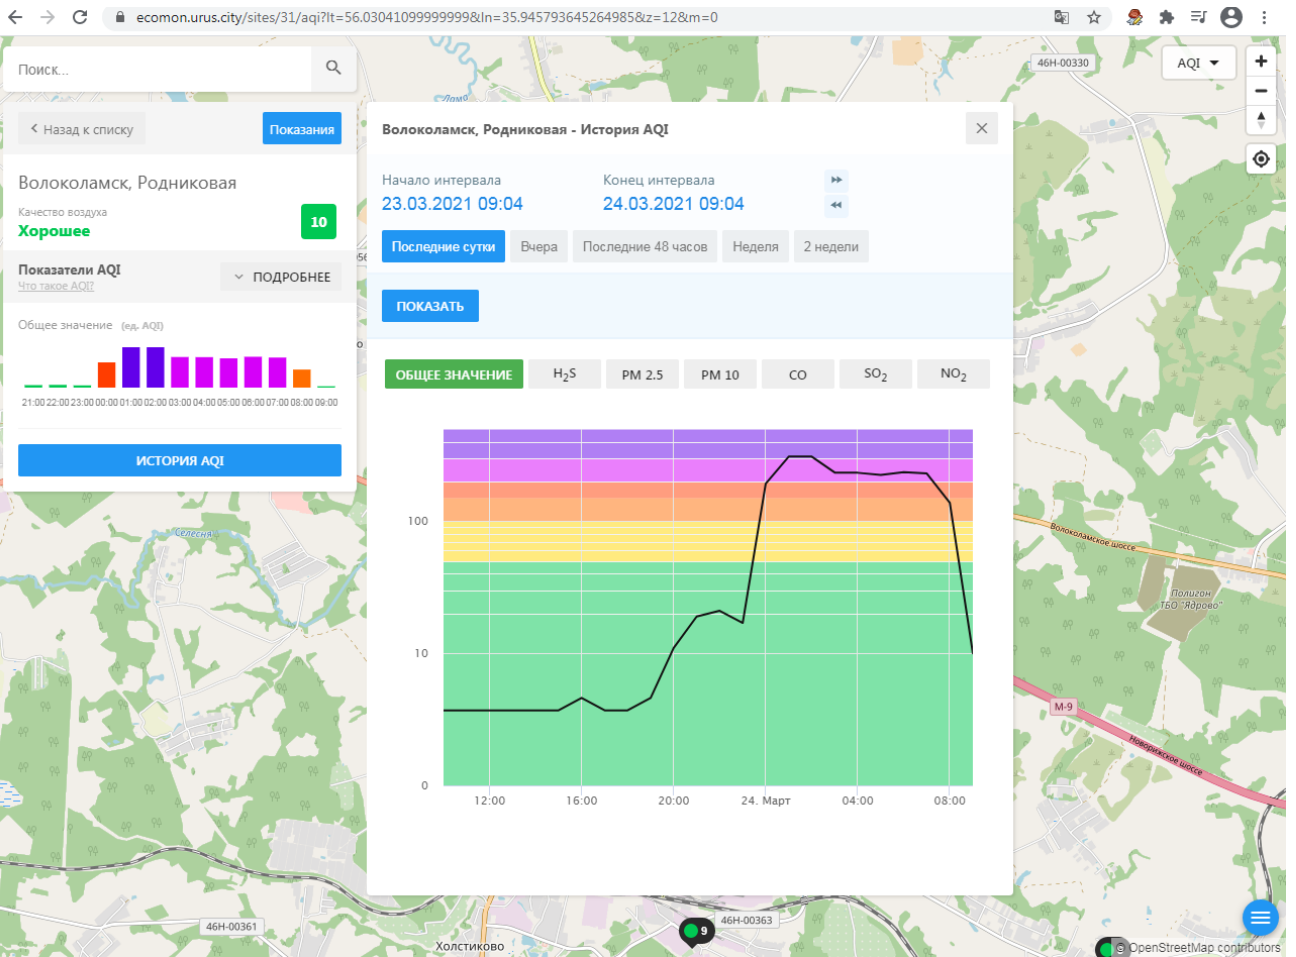 ecomon.urus.city/sites/31/aqi?lt=56.03041099999999&ln=35.945793645264985&z=12&m=0
Поиск...
46Н-00330
AQI
Лама
Назад к списку
Показания
Волоколамск, Родниковая
Качество воздуха
Хорошее
10
Показатели AQI
Что такое AQI?
ПОДРОБНЕЕ
Общее значение (ед. AQI)
21:00 22:00 23:00 00:00 01:00 02:00 03:00 04:00 05:00 06:00 07:00 08:00 09:00
ИСТОРИЯ AQI
Волоколамск, Родниковая - История AQI
Начало интервала
Конец интервала
23.03.2021 09:04
24.03.2021 09:04
Последние сутки
Вчера
Последние 48 часов
Неделя
2 недели
ПОКАЗАТЬ
ОБЩЕЕ ЗНАЧЕНИЕ
H2S
PM 2.5
PM 10
CO
SO2
NO2
100
10
0
12:00
16:00
20:00
24. Март
04:00
08:00
Селесня
Волоколамское шоссе
Полигон
ТБО "Ядрово"
М-9
Новорижское шоссе
46Н-00361
46Н-00363
9
Холстиково
© OpenStreetMap contributors